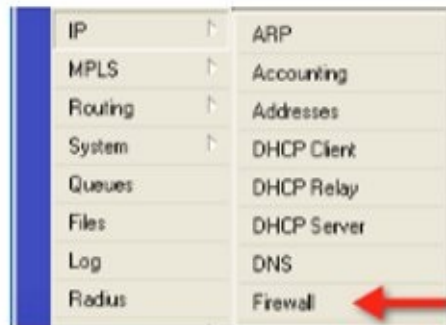 IP
MPLS
Routing
System
Queues
Files
Log
Radius
ARP
Accounting
Addresses
DHCP Client
DHCP Relay
DHCP Server
DNS
Firewall